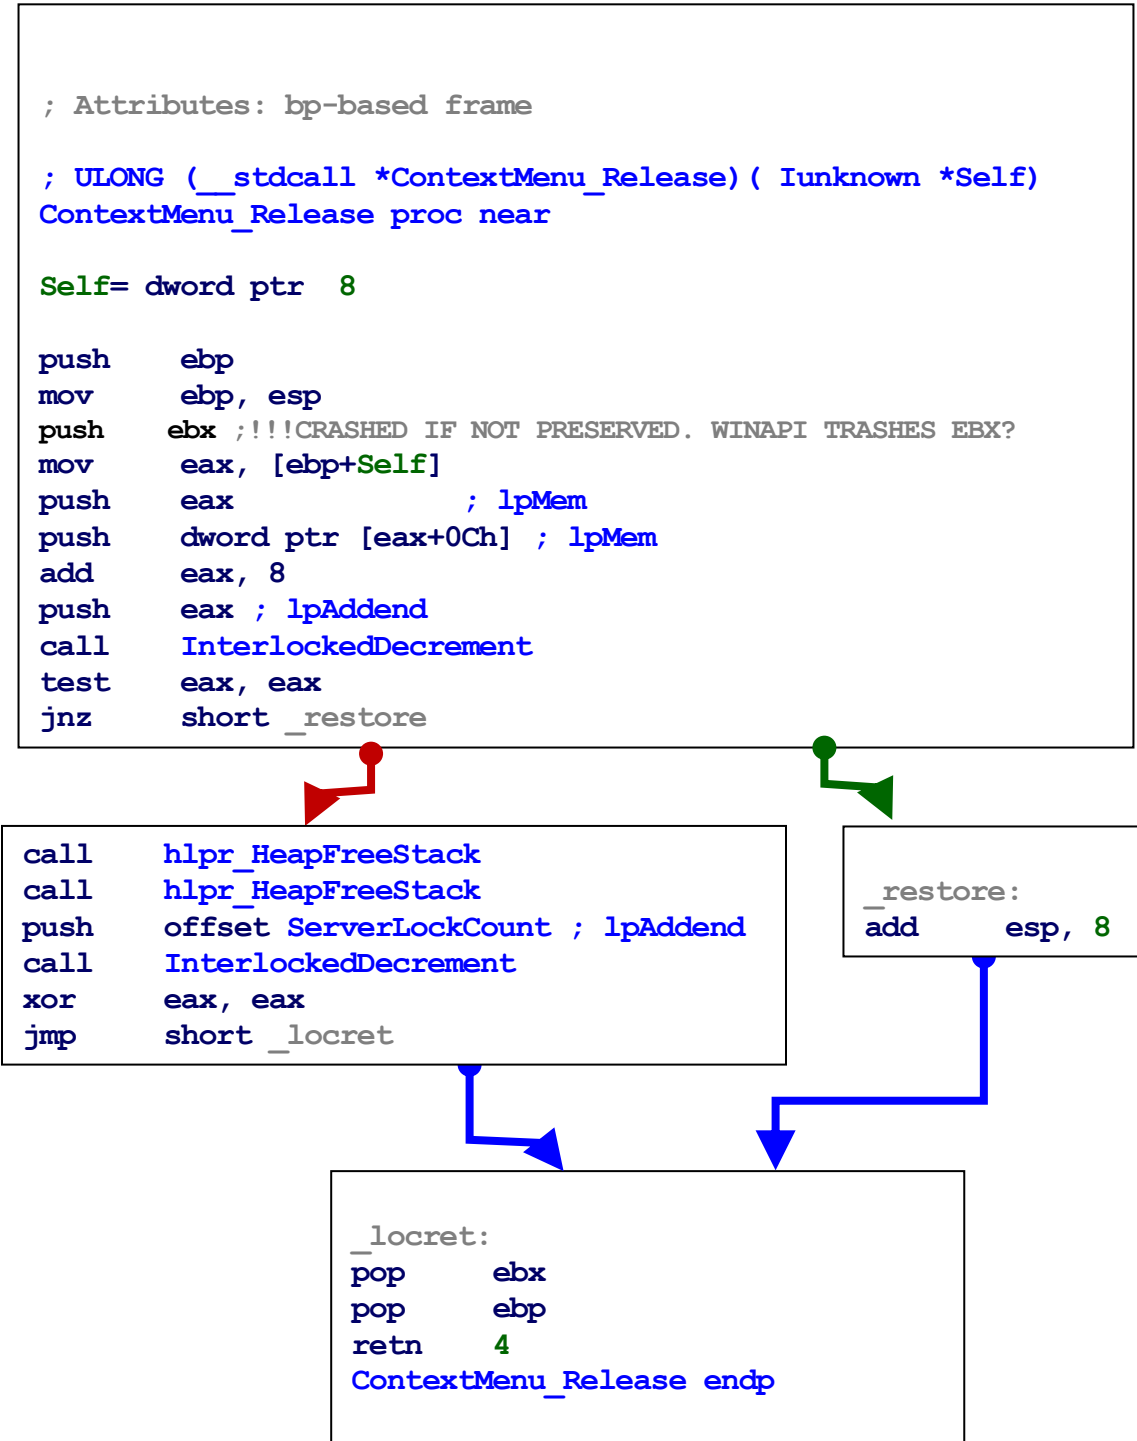 ; Attributes: bp-based frame
; ULONG (__stdcall *ContextMenu_Release)( Iunknown *Self)
ContextMenu_Release proc near
Self= dword ptr 8
push ebp
mov ebp, esp
push ebx ;!!!CRASHED IF NOT PRESERVED. WINAPI TRASHES EBX?
mov eax, [ebp+Self]
push eax ; lpMem
push dword ptr [eax+0Ch] ; lpMem
add eax, 8
push eax ; lpAddend
call InterlockedDecrement
test eax, eax
jnz short _restore
call hlpr_HeapFreeStack
call hlpr_HeapFreeStack
push offset ServerLockCount ; lpAddend
call InterlockedDecrement
xor eax, eax
jmp short _locret
_restore:
add esp, 8
_locret:
pop ebx
pop ebp
retn 4
ContextMenu_Release endp